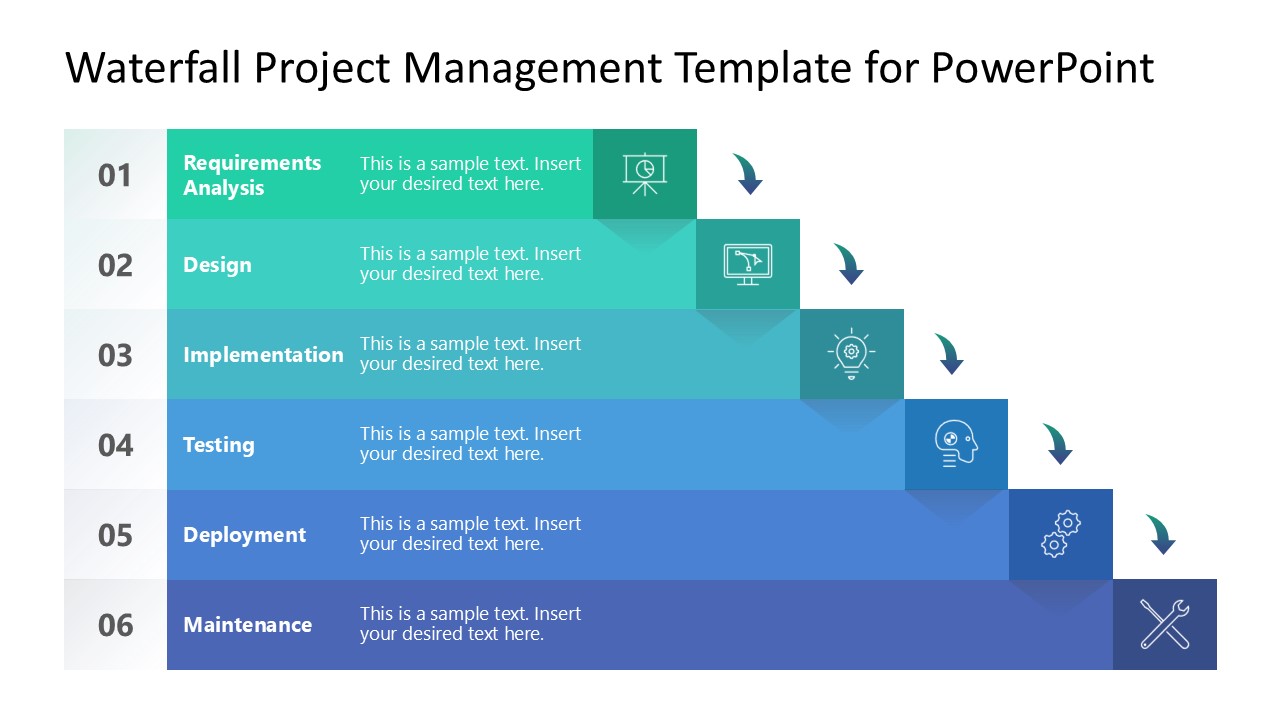 Waterfall Project Management Template for PowerPoint
01
Requirements
Analysis
This is a sample text. Insert
your desired text here.
02
Design
This is a sample text. Insert
your desired text here.
03
Implementation
This is a sample text. Insert
your desired text here.
04
Testing
This is a sample text. Insert
your desired text here.
05
Deployment
This is a sample text. Insert
your desired text here.
06
Maintenance
This is a sample text. Insert
your desired text here.